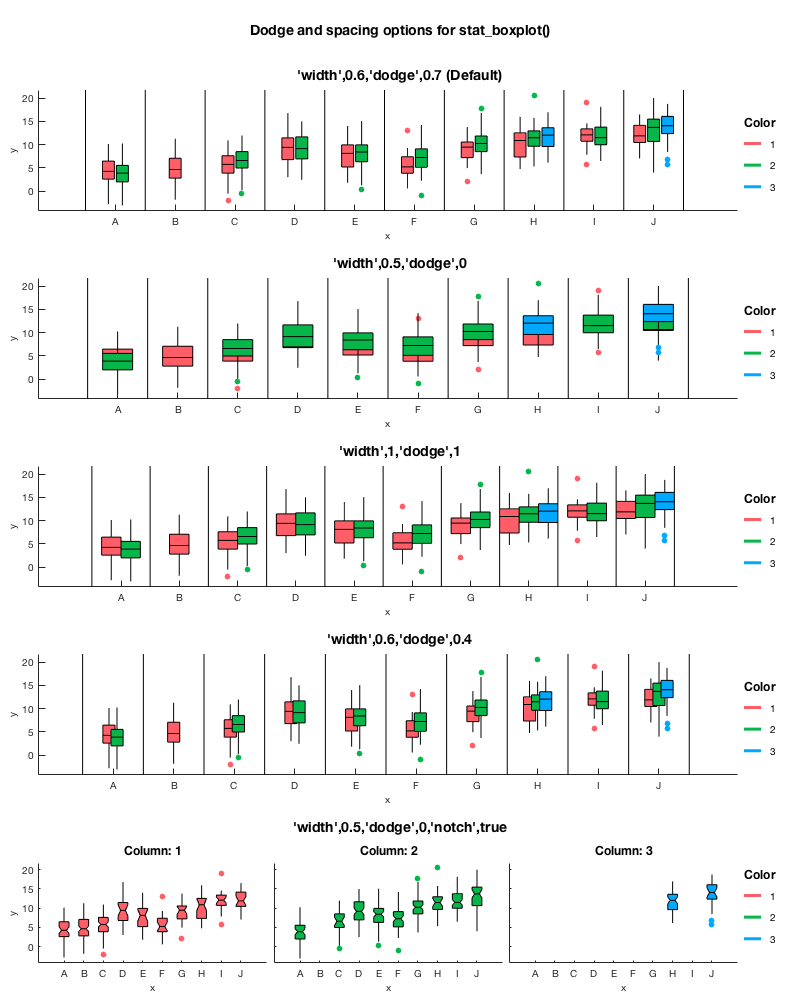 Dodge and spacing options for stat_boxplot()
'width',0.6,'dodge',0.7 (Default)
20
15
10
5
0
y
A B C D E F G H I J
x
Color
1
2
3
'width',0.5,'dodge',0
20
15
10
5
0
y
A B C D E F G H I J
x
Color
1
2
3
'width',1,'dodge',1
20
15
10
5
0
y
A B C D E F G H I J
x
Color
1
2
3
'width',0.6,'dodge',0.4
20
15
10
5
0
y
A B C D E F G H I J
x
Color
1
2
3
'width',0.5,'dodge',0,'notch',true
Column: 1
20
15
10
5
0
y
A B C D E F G H I J
x
Column: 2
A B C D E F G H I J
x
Column: 3
A B C D E F G H I J
x
Color
1
2
3